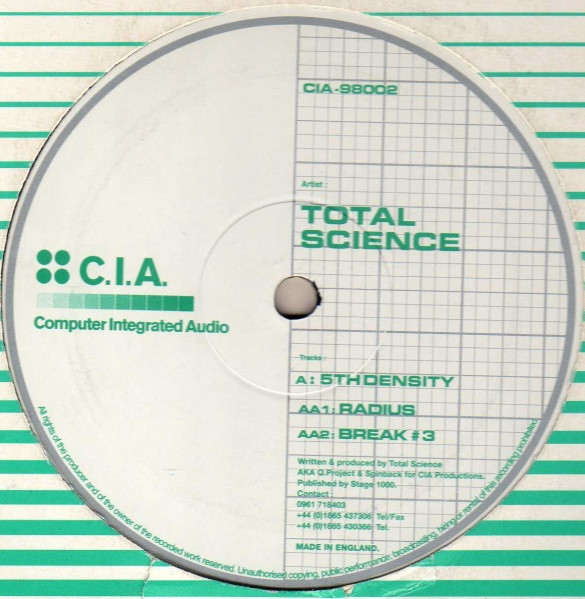 CIA-98002
Artist :
TOTAL
SCIENCE
C.I.A.
Computer Integrated Audio
Tracks :
A: 5TH DENSITY
AA1: RADIUS
AA2: BREAK #3
Written & produced by Total Science
AKA Q.Project & Spinback for CIA Productions.
Published by Stage 1000.
Contact :
0961 718403
+44 (0)1865 437306 Tel/Fax
+44 (0)1865 430366 Tel.
MADE IN ENGLAND.
All rights of the producer and of the owner of the recorded work reserved. Unauthorised copying, public performance, broadcasting, hiring or rental of this recording prohibited.